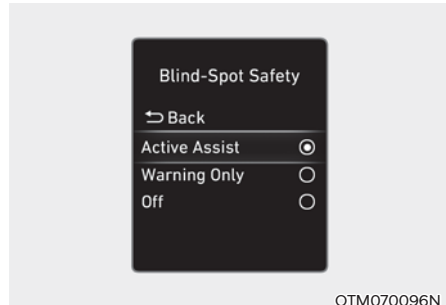 Blind-Spot Safety
Back
Active Assist
Warning Only
Off
OTM070096N